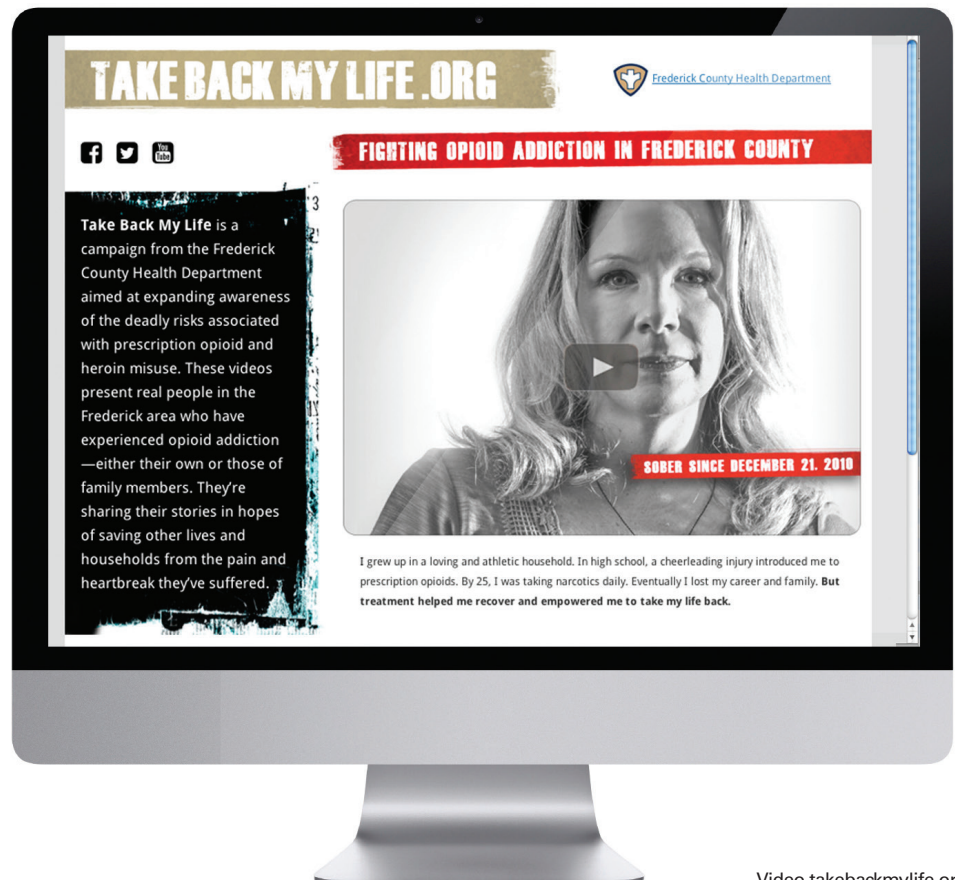 TAKE BACK MY LIFE .ORG
Frederick County Health Department
You
Tube
FIGHTING OPIOID ADDICTION IN FREDERICK COUNTY
Take Back My Life is a
campaign from the Frederick
County Health Department
aimed at expanding awareness
of the deadly risks associated
with prescription opioid and
heroin misuse. These videos
present real people in the
Frederick area who have
experienced opioid addiction
—either their own or those of
family members. They’re
sharing their stories in hopes
of saving other lives and
households from the pain and
heartbreak they’ve suffered.
3
SOBER SINCE DECEMBER 21. 2010
I grew up in a loving and athletic household. In high school, a cheerleading injury introduced me to
prescription opioids. By 25, I was taking narcotics daily. Eventually I lost my career and family. But
treatment helped me recover and empowered me to take my life back.
Video takebackmylife.or